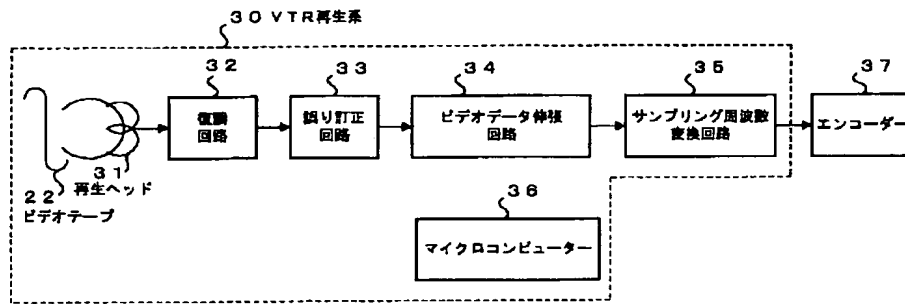 30 VTR再生系
32
33
34
35
37
復調
回路
誤り訂正
回路
ビデオデータ伸張
回路
サンプリング周波数
変換回路
エンコーダー
31
再生ヘッド
22
ビデオテープ
36
マイクロコンピューター